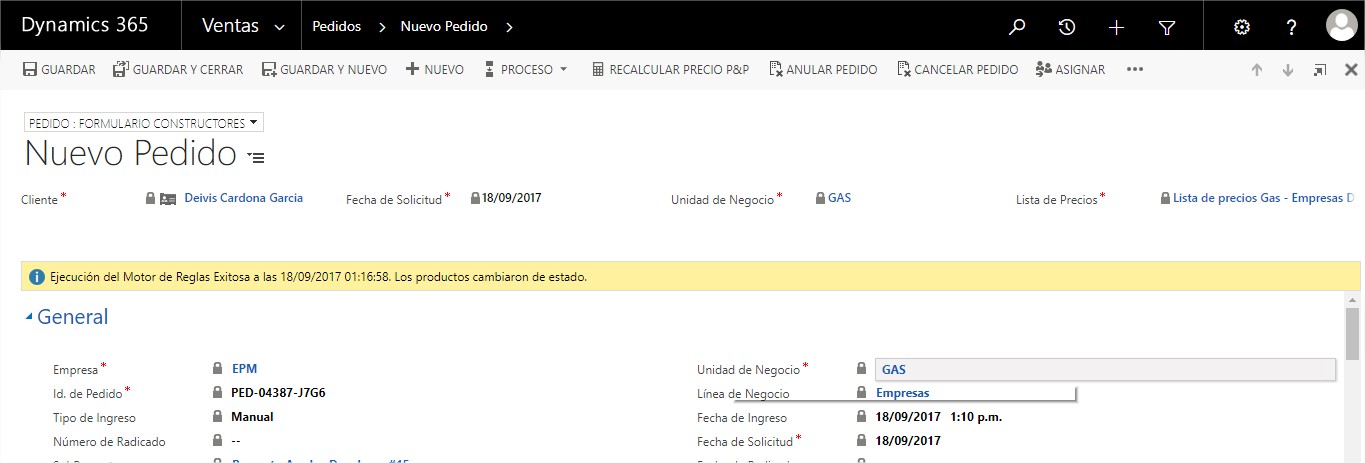 Dynamics 365 Ventas Pedidos Nuevo Pedido
GUARDAR GUARDAR Y CERRAR GUARDAR Y NUEVO NUEVO PROCESO RECALCULAR PRECIO P&P ANULAR PEDIDO CANCELAR PEDIDO ASIGNAR
PEDIDO : FORMULARIO CONSTRUCTORES
Nuevo Pedido
Cliente * Deivis Cardona Garcia Fecha de Solicitud * 18/09/2017 Unidad de Negocio * GAS Lista de Precios * Lista de precios Gas - Empresas D
Ejecución del Motor de Reglas Exitosa a las 18/09/2017 01:16:58. Los productos cambiaron de estado.
General
Empresa * EPM Unidad de Negocio * GAS
Id. de Pedido * PED-04387-J7G6 Línea de Negocio Empresas
Tipo de Ingreso Manual Fecha de Ingreso 18/09/2017 1:10 p.m.
Número de Radicado -- Fecha de Solicitud * 18/09/2017